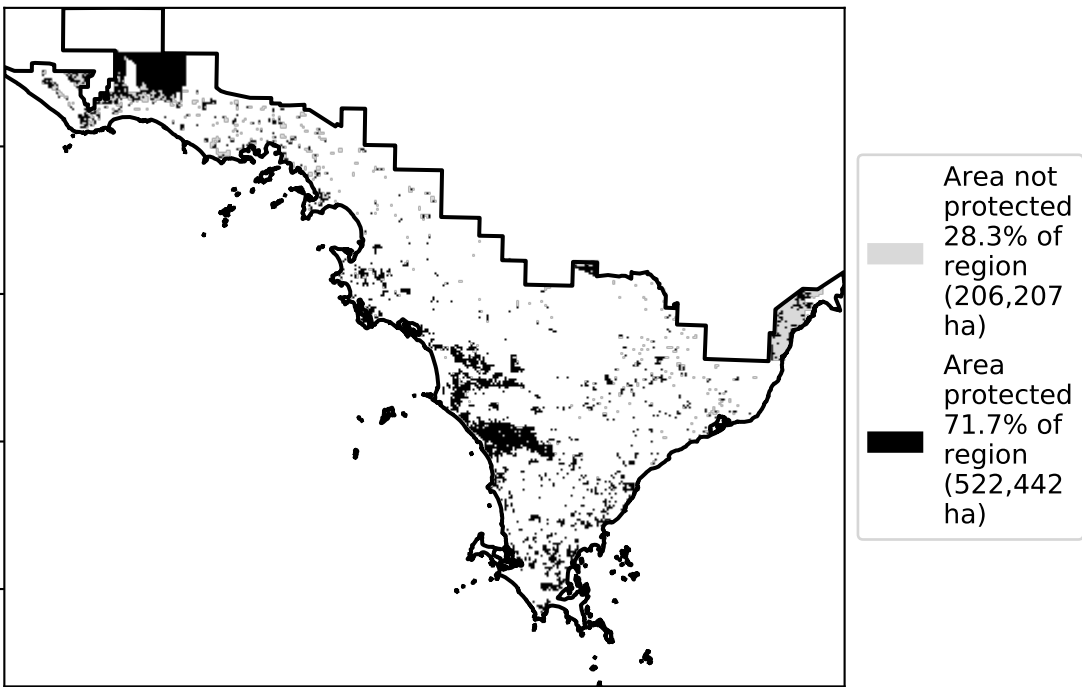 Area not
protected
28.3% of
region
(206,207
ha)
Area
protected
71.7% of
region
(522,442
ha)